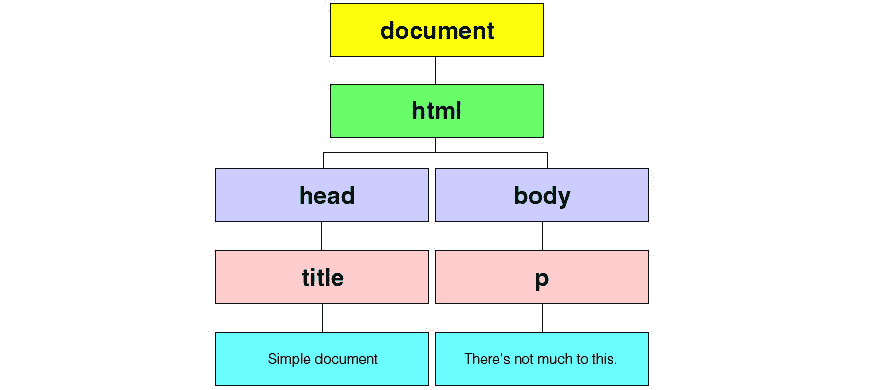 document
html
head
body
title
p
Simple document
There's not much to this.